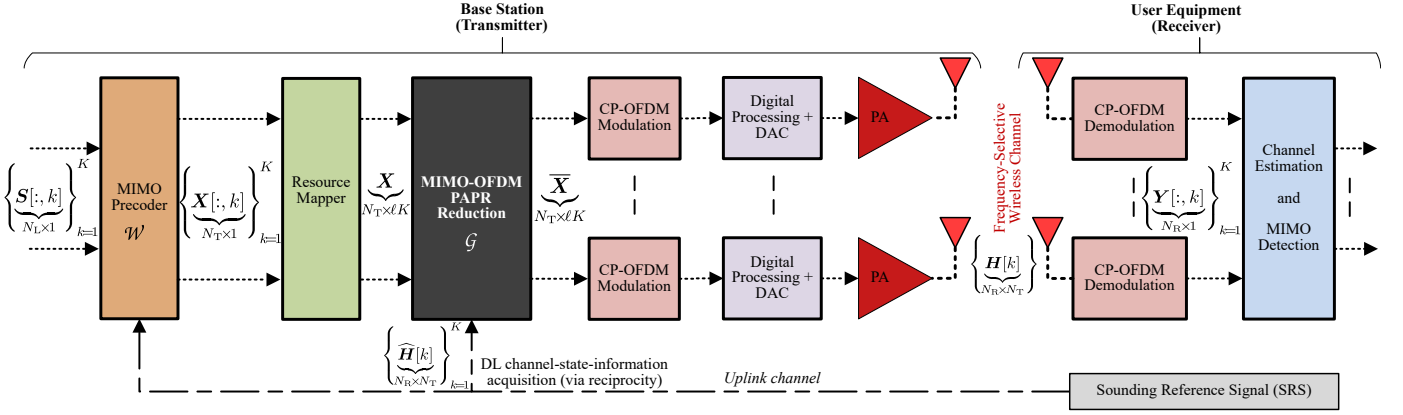 Base Station
(Transmitter)
User Equipment
(Receiver)
{S[:, k]}
N_L×1
K
k=1
MIMO
Precoder
𝒲
{X[:, k]}
N_T×1
K
k=1
Resource
Mapper
X
N_T×ℓK
MIMO-OFDM
PAPR
Reduction
𝒢
X̅
N_T×ℓK
CP-OFDM
Modulation
Digital
Processing +
DAC
PA
CP-OFDM
Modulation
Digital
Processing +
DAC
PA
Frequency-Selective
Wireless Channel
{H[k]}
N_R×N_T
CP-OFDM
Demodulation
{Y[:, k]}
N_R×1
K
k=1
CP-OFDM
Demodulation
Channel
Estimation
and
MIMO
Detection
{Ĥ[k]}
N_R×N_T
K
k=1
DL channel-state-information
acquisition (via reciprocity)
Uplink channel
Sounding Reference Signal (SRS)